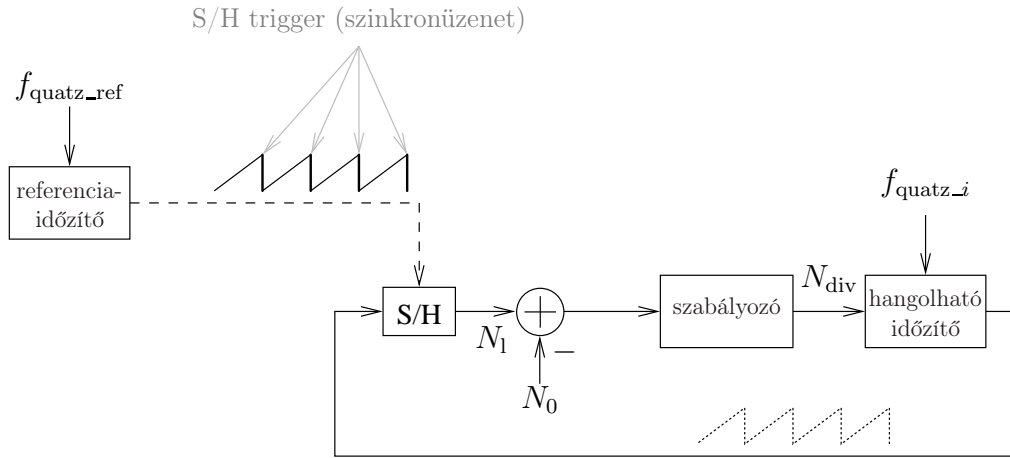 S/H trigger (szinkronüzenet)
f_quatz_ref
referencia-
időzítő
f_quatz_i
S/H
N_l
N_0
−
szabályozó
N_div
hangolható
időzítő